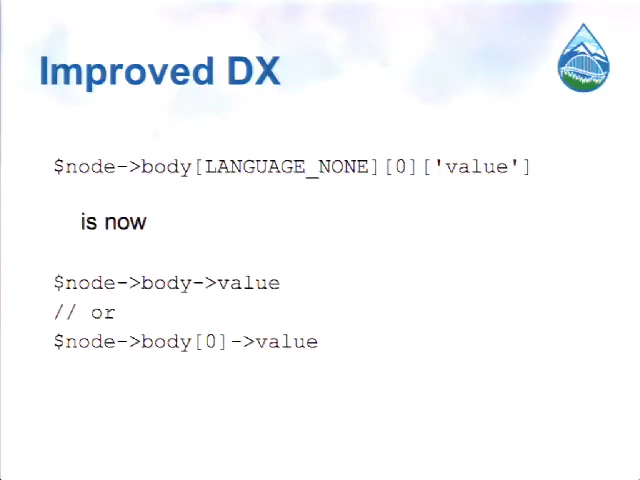 Improved DX
$node->body[LANGUAGE_NONE][0]['value']
is now
$node->body->value
// or
$node->body[0]->value